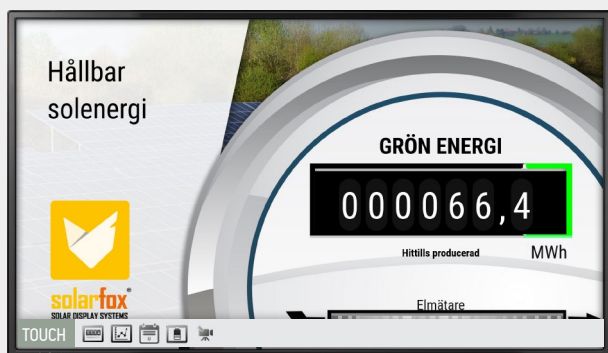 Hållbar
solenergi
GRÖN ENERGI
000066,4
Hittills producerad
MWh
Elmätare
solarfox®
SOLAR DISPLAY SYSTEMS
TOUCH